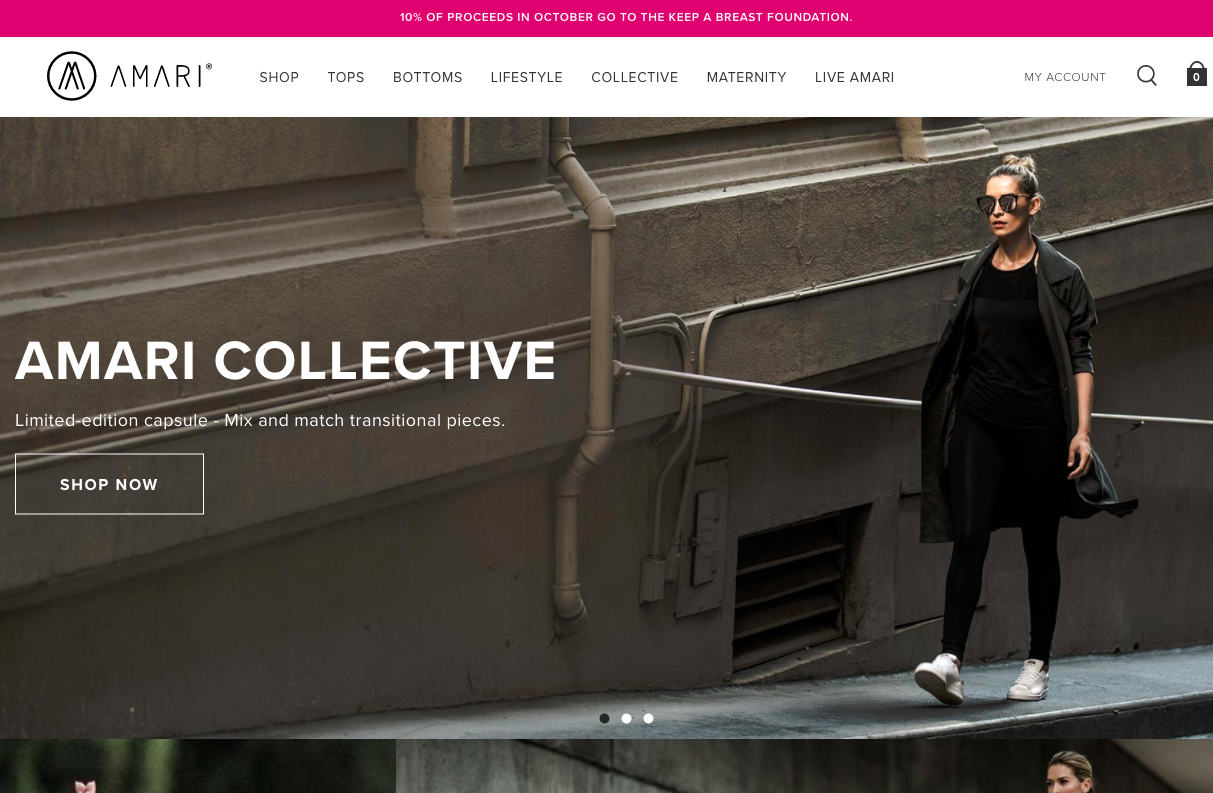 10% OF PROCEEDS IN OCTOBER GO TO THE KEEP A BREAST FOUNDATION.
AMARI®
SHOP TOPS BOTTOMS LIFESTYLE COLLECTIVE MATERNITY LIVE AMARI
MY ACCOUNT
0
AMARI COLLECTIVE
Limited-edition capsule - Mix and match transitional pieces.
SHOP NOW